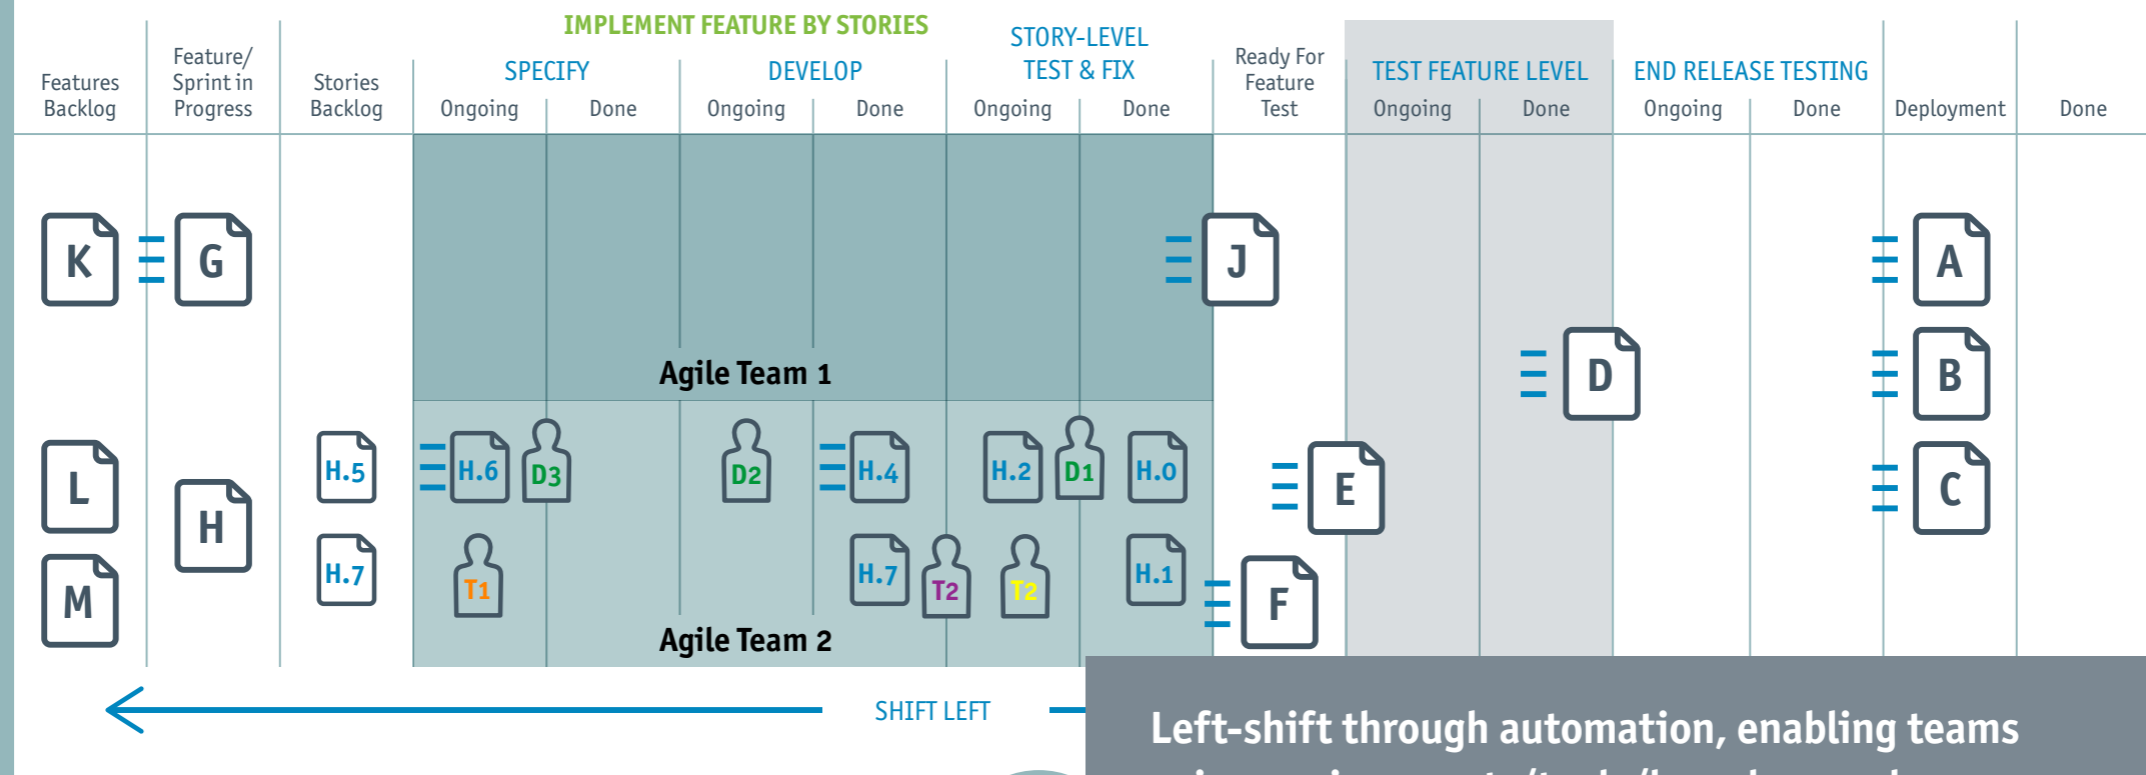 IMPLEMENT FEATURE BY STORIES
Features
Backlog
Feature/
Sprint in
Progress
Stories
Backlog
SPECIFY
Ongoing
Done
DEVELOP
Ongoing
Done
STORY-LEVEL
TEST & FIX
Ongoing
Done
Ready For
Feature
Test
TEST FEATURE LEVEL
Ongoing
Done
END RELEASE TESTING
Ongoing
Done
Deployment
Done
K
G
J
A
D
B
Agile Team 1
L
H
M
H.5
H.6
D3
D2
H.4
H.2
D1
H.0
E
C
H.7
T1
H.7
T2
T2
H.1
F
Agile Team 2
SHIFT LEFT
Left-shift through automation, enabling teams